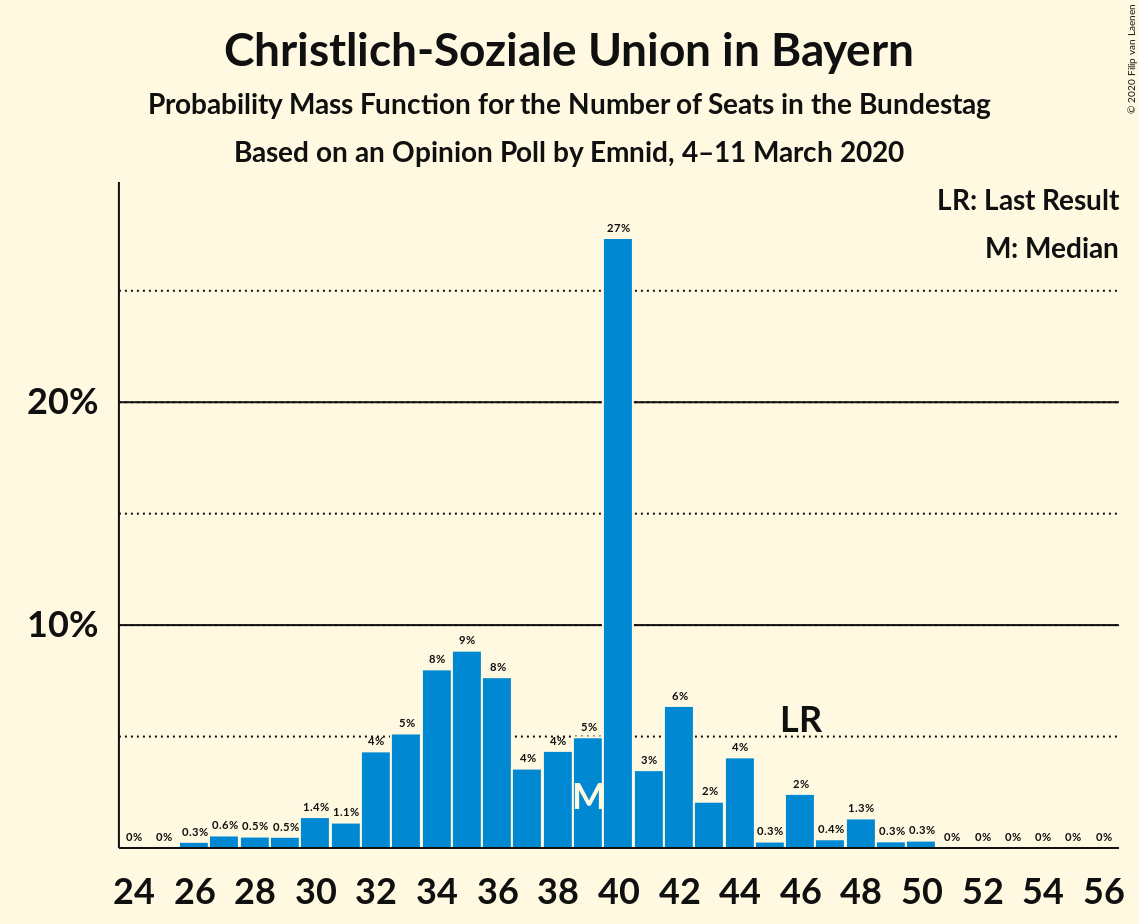 Christlich-Soziale Union in Bayern
Probability Mass Function for the Number of Seats in the Bundestag
Based on an Opinion Poll by Emnid, 4–11 March 2020
© 2020 Filip van Laenen
LR: Last Result
M: Median
20%
10%
0% 0% 0.3% 0.6% 0.5% 0.5% 1.4% 1.1% 4% 5% 8% 9% 8% 4% 4% 5% 27% 3% 6% 2% 4% 0.3% 2% 0.4% 1.3% 0.3% 0.3% 0% 0% 0% 0% 0% 0%
LR
M
24 26 28 30 32 34 36 38 40 42 44 46 48 50 52 54 56